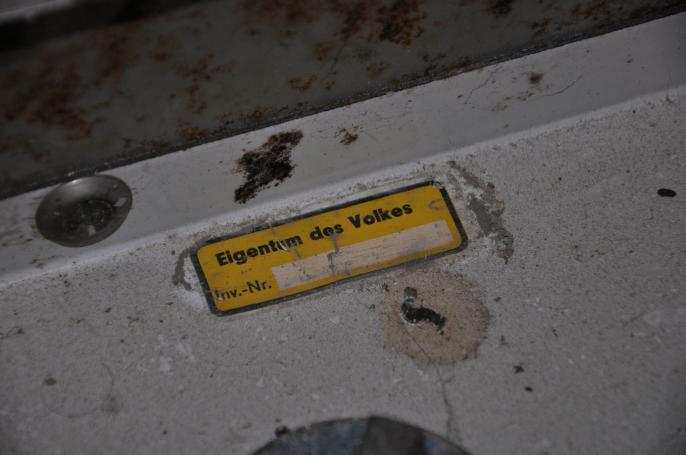 Eigentum des Volkes
Inv.-Nr.